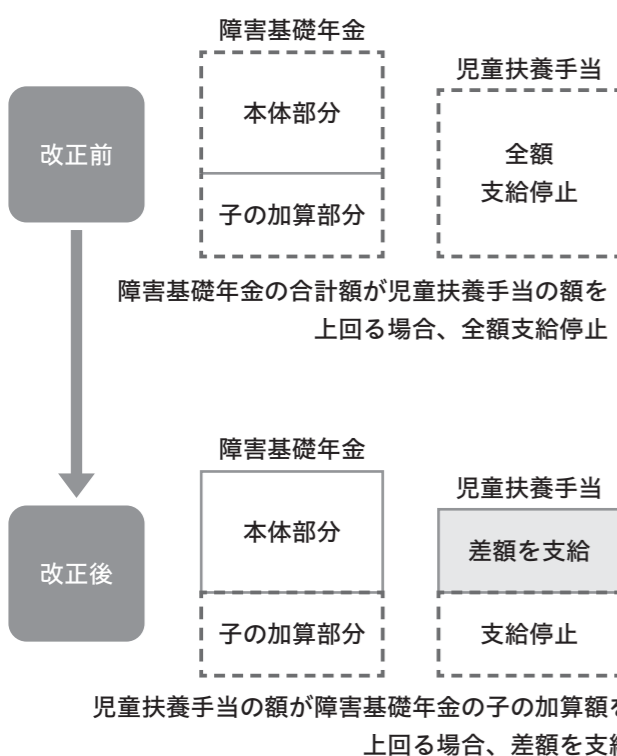 障害基礎年金
児童扶養手当
改正前
本体部分
子の加算部分
全額
支給停止
障害基礎年金の合計額が児童扶養手当の額を
上回る場合、全額支給停止
障害基礎年金
児童扶養手当
改正後
本体部分
子の加算部分
差額を支給
支給停止
児童扶養手当の額が障害基礎年金の子の加算額を
上回る場合、差額を支給